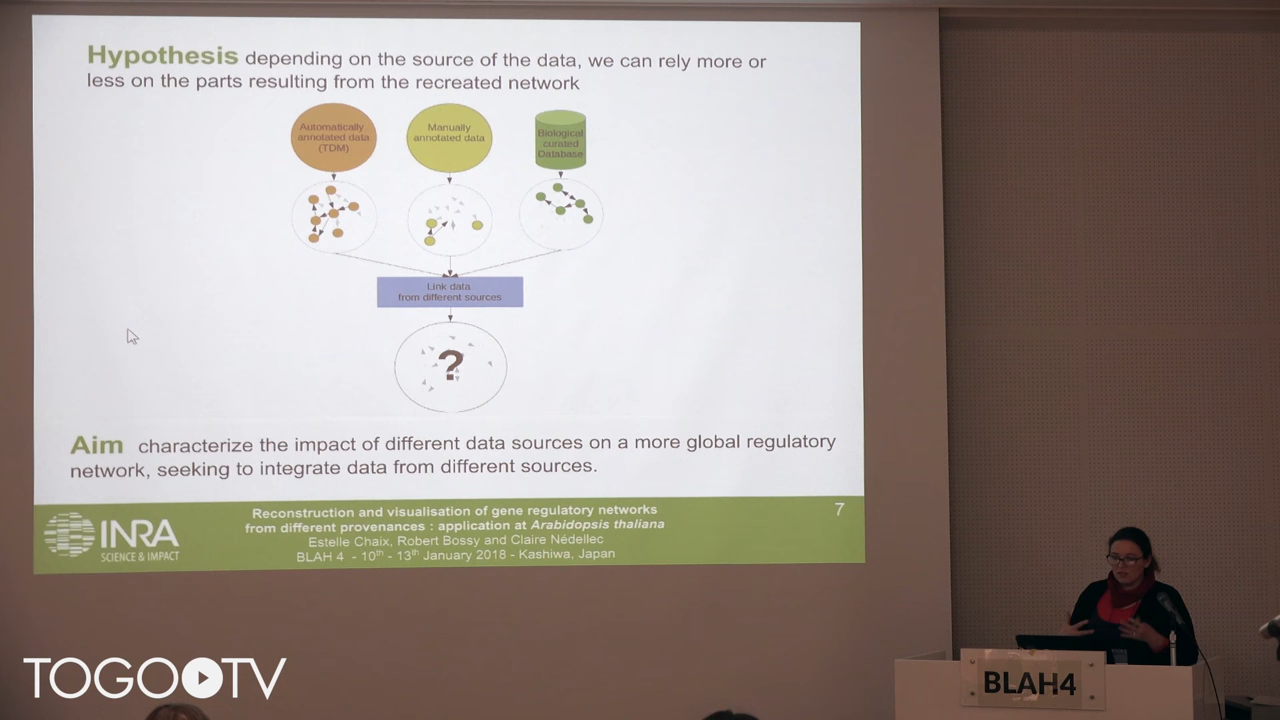 Hypothesis depending on the source of the data, we can rely more or
less on the parts resulting from the recreated network
Automatically
annotated data
(TDM)
Manually
annotated data
Biological
curated
Database
Link data
from different sources
?
Aim characterize the impact of different data sources on a more global regulatory
network, seeking to integrate data from different sources.
INRA
SCIENCE & IMPACT
Reconstruction and visualisation of gene regulatory networks
from different provenances : application at Arabidopsis thaliana
Estelle Chaix, Robert Bossy and Claire Nédellec
BLAH 4 - 10th - 13th January 2018 - Kashiwa, Japan
7
TOGOTV
BLAH4